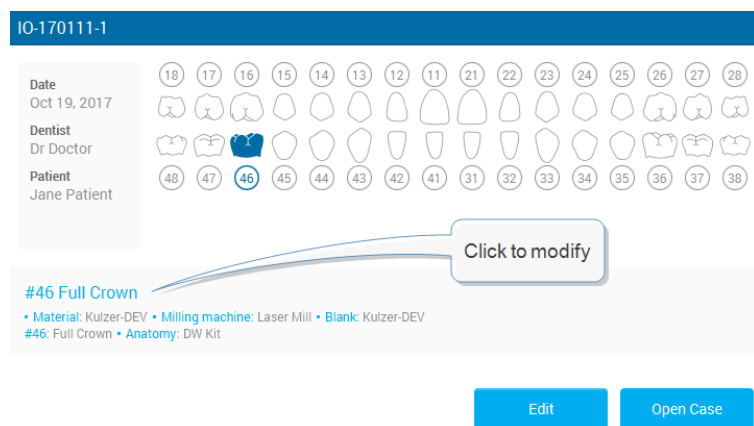 IO-170111-1
Date
Oct 19, 2017
Dentist
Dr Doctor
Patient
Jane Patient
18 17 16 15 14 13 12 11 21 22 23 24 25 26 27 28
48 47 46 45 44 43 42 41 31 32 33 34 35 36 37 38
Click to modify
#46 Full Crown
▪ Material: Kulzer-DEV ▪ Milling machine: Laser Mill ▪ Blank: Kulzer-DEV
#46: Full Crown ▪ Anatomy: DW Kit
Edit Open Case